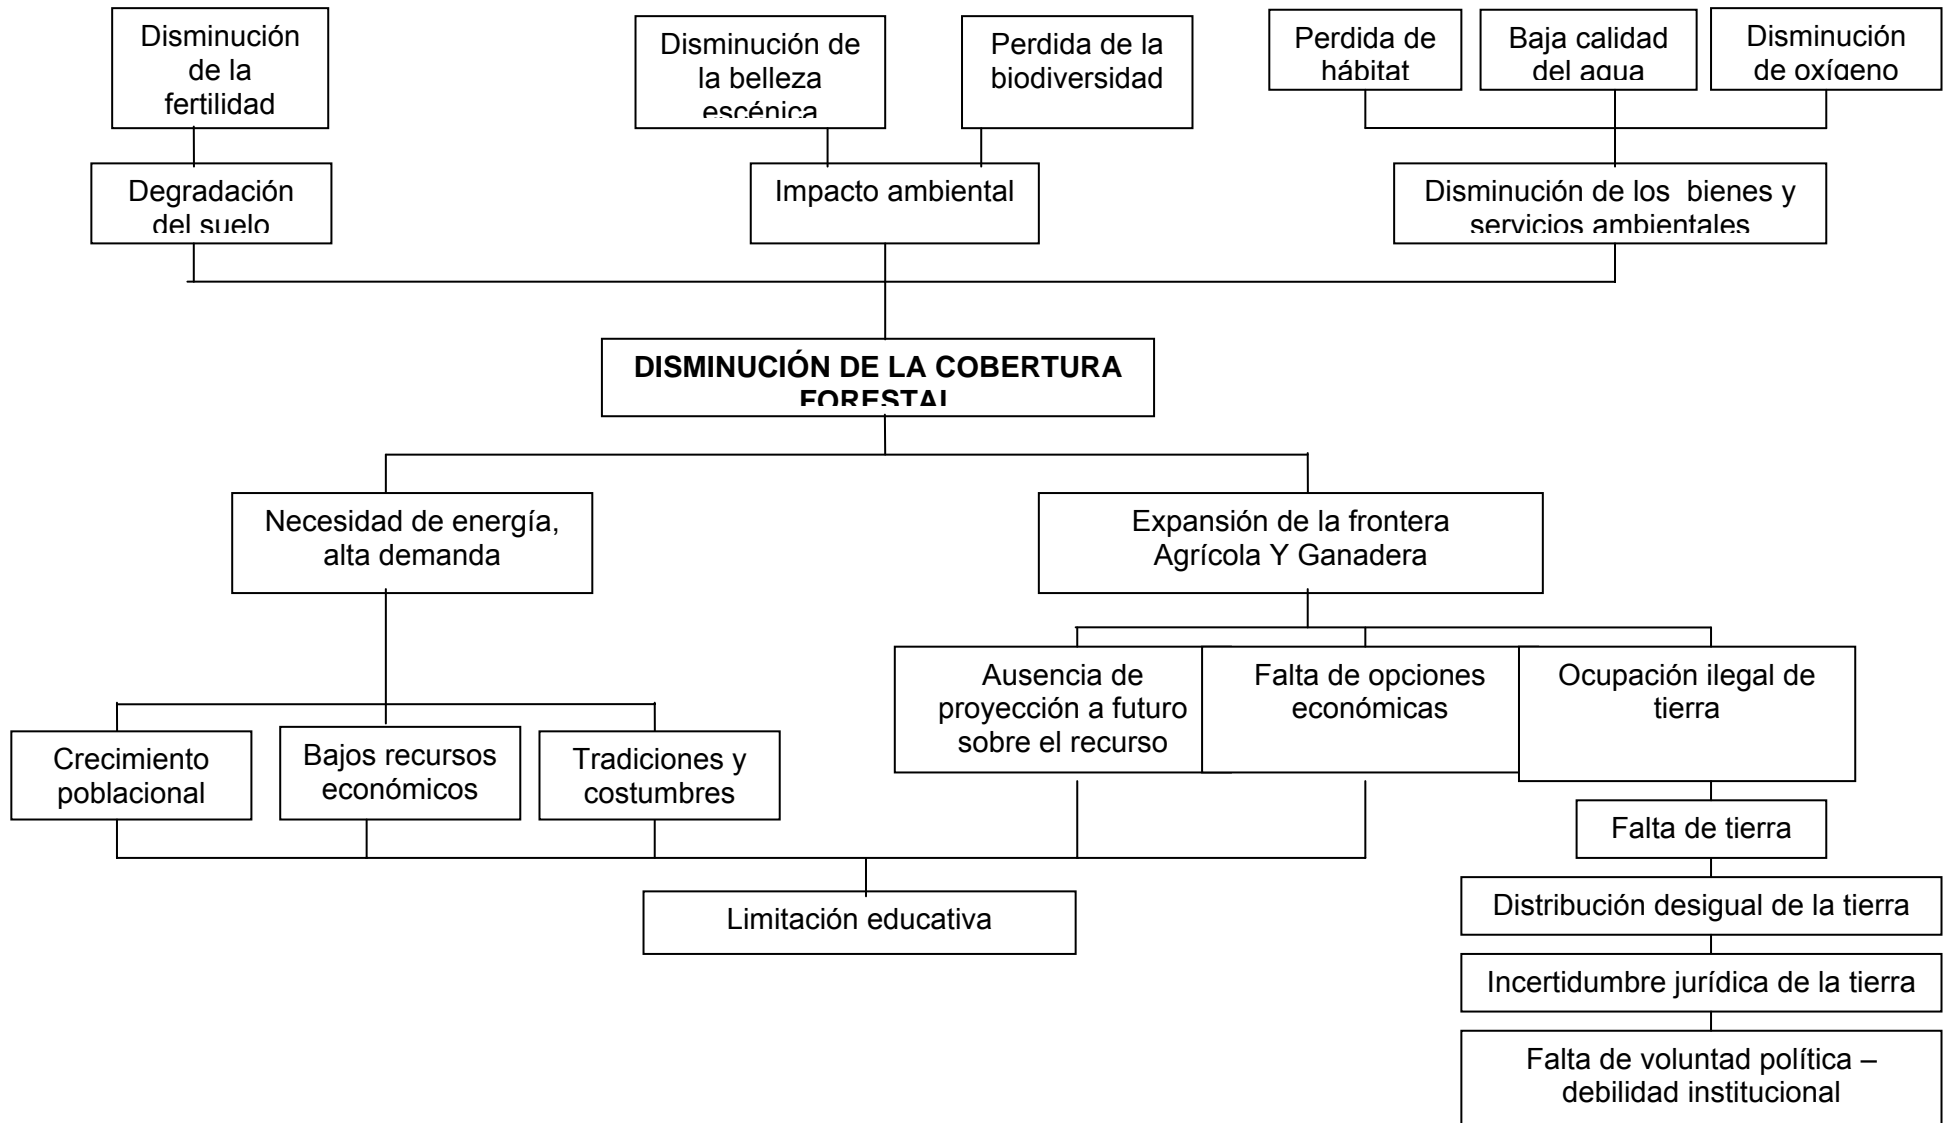 Disminución
de la
fertilidad
Disminución de
la belleza
escénica
Perdida de la
biodiversidad
Perdida de
hábitat
Baja calidad
del agua
Disminución
de oxígeno
Degradación
del suelo
Impacto ambiental
Disminución de los bienes y
servicios ambientales
DISMINUCIÓN DE LA COBERTURA
FORESTAL
Necesidad de energía,
alta demanda
Expansión de la frontera
Agrícola Y Ganadera
Ausencia de
proyección a futuro
sobre el recurso
Falta de opciones
económicas
Ocupación ilegal de
tierra
Crecimiento
poblacional
Bajos recursos
económicos
Tradiciones y
costumbres
Falta de tierra
Limitación educativa
Distribución desigual de la tierra
Incertidumbre jurídica de la tierra
Falta de voluntad política –
debilidad institucional